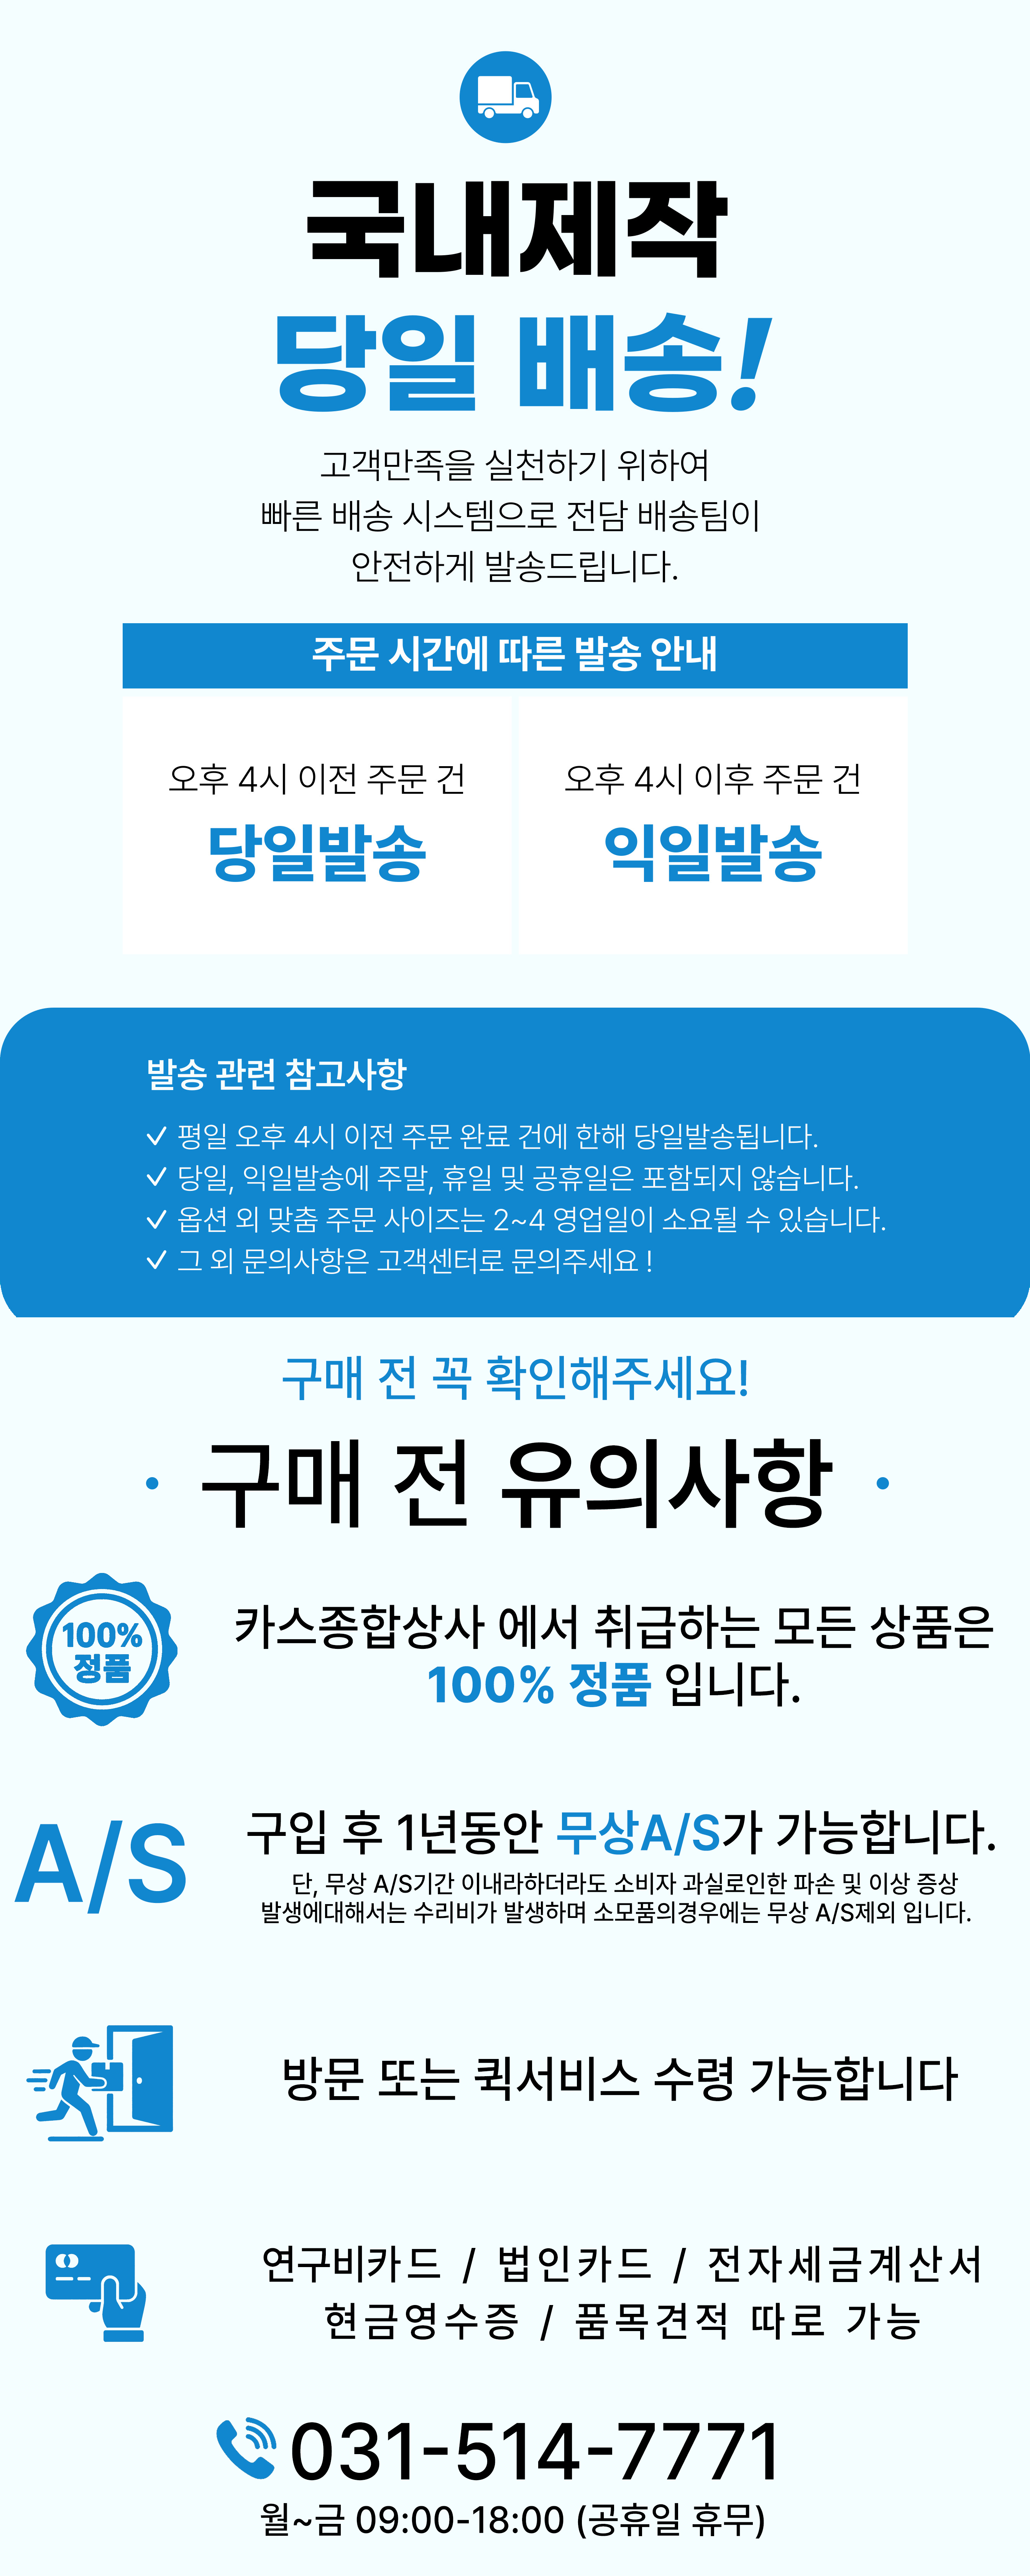 국내제작
당일 배송!
고객만족을 실천하기 위하여
빠른 배송 시스템으로 전담 배송팀이
안전하게 발송드립니다.
주문 시간에 따른 발송 안내
오후 4시 이전 주문 건
당일발송
오후 4시 이후 주문 건
익일발송
발송 관련 참고사항
평일 오후 4시 이전 주문 완료 건에 한해 당일발송됩니다.
당일, 익일발송에 주말, 휴일 및 공휴일은 포함되지 않습니다.
옵션 외 맞춤 주문 사이즈는 2~4 영업일이 소요될 수 있습니다.
그 외 문의사항은 고객센터로 문의주세요 !
구매 전 꼭 확인해주세요!
· 구매 전 유의사항 ·
100%
정품
카스종합상사 에서 취급하는 모든 상품은
100% 정품 입니다.
A/S
구입 후 1년동안 무상A/S가 가능합니다.
단, 무상 A/S기간 이내라하더라도 소비자 과실로인한 파손 및 이상 증상
발생에대해서는 수리비가 발생하며 소모품의경우에는 무상 A/S제외 입니다.
방문 또는 퀵서비스 수령 가능합니다
연구비카드 / 법인카드 / 전자세금계산서
현금영수증 / 품목견적 따로 가능
031-514-7771
월~금 09:00-18:00 (공휴일 휴무)